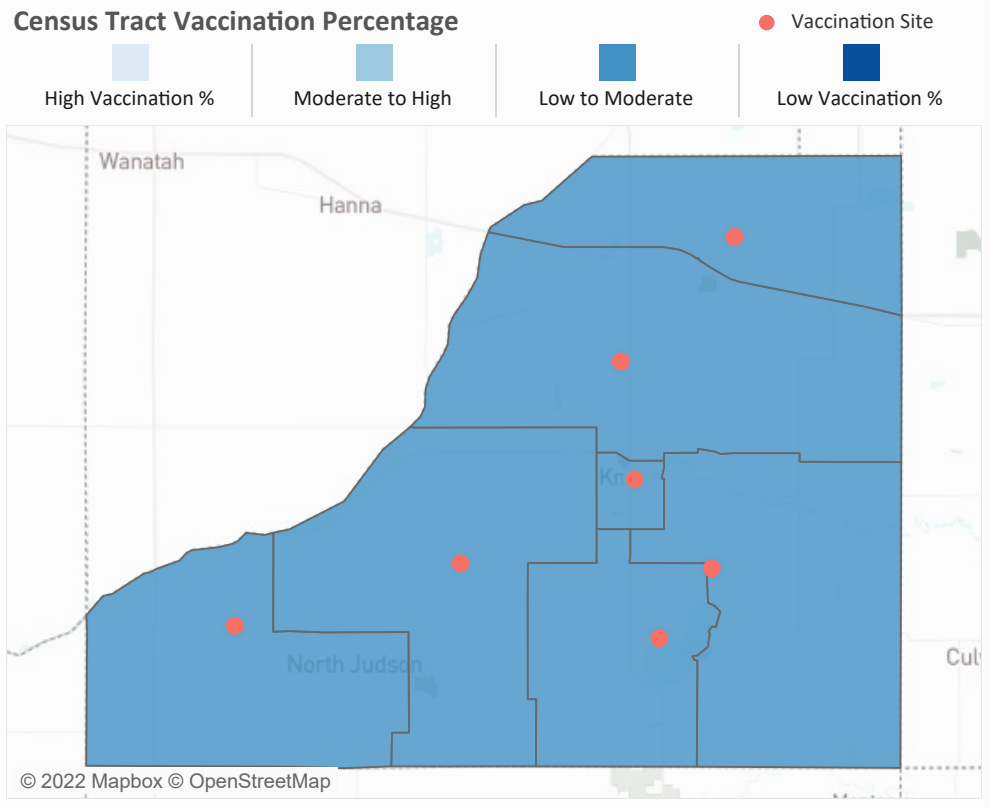 Census Tract Vaccination Percentage
Vaccination Site
High Vaccination %
Moderate to High
Low to Moderate
Low Vaccination %
Wanatah
Hanna
North Judson
© 2022 Mapbox © OpenStreetMap